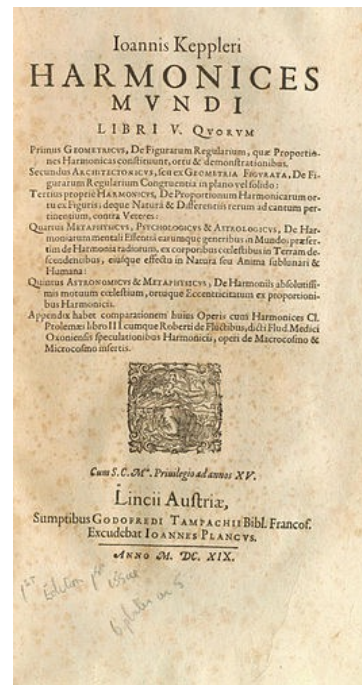 Ioannis Keppleri
HARMONICES
MVNDI
LIBRI V. QVORVM
Primus GEOMETRICVS, De Figurarum Regularium, quæ Proportio-
nes Harmonicas constituunt, ortu & demonstrationibus.
Secundus ARCHITECTONICVS, seu ex GEOMETRIA FIGVRATA, De Fi-
gurarum Regularium Congruentia in plano vel solido:
Tertius propriè HARMONICVS, De Proportionum Harmonicarum or-
tu ex Figuris; deque Naturâ & Differentiis rerum ad cantum per-
tinentium, contra Veteres:
Quartus METAPHYSICVS, PSYCHOLOGICVS & ASTROLOGICVS, De Har-
moniarum mentali Essentiâ earumque generibus in Mundo; præser-
tim de Harmonia radiorum, ex corporibus cœlestibus in Terram de-
scendentibus, eiusque effectu in Natura seu Anima sublunari &
Humana:
Quintus ASTRONOMICVS & METAPHYSICVS, De Harmoniis absolutissi-
mis motuum cœlestium, ortuque Eccentricitatum ex proportioni-
bus Harmonicis.
Appendix habet comparationem huius Operis cum Harmonices Cl.
Ptolemæi libro III. cumque Roberti de Fluctibus, dicti Flud. Medici
Oxoniensis speculationibus Harmonicis, operi de Macrocosmo &
Microcosmo insertis.
Cum S. C. Mtis. Privilegio ad annos XV.
Lincii Austriæ,
Sumptibus GODOFREDI TAMPACHII Bibl. Francof.
Excudebat IOANNES PLANCVS.
ANNO M. DC. XIX.
1st Edition 1st issue
6 plates on 5